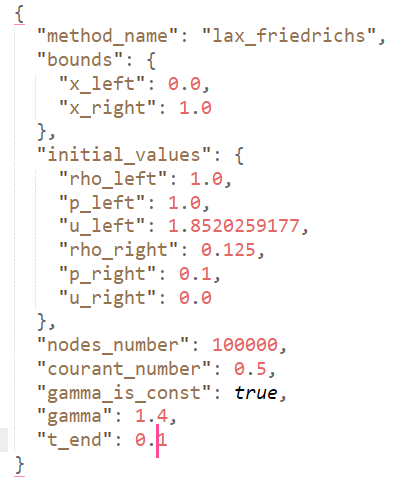 {
"method_name": "lax_friedrichs",
"bounds": {
"x_left": 0.0,
"x_right": 1.0
},
"initial_values": {
"rho_left": 1.0,
"p_left": 1.0,
"u_left": 1.8520259177,
"rho_right": 0.125,
"p_right": 0.1,
"u_right": 0.0
},
"nodes_number": 100000,
"courant_number": 0.5,
"gamma_is_const": true,
"gamma": 1.4,
"t_end": 0.1
}